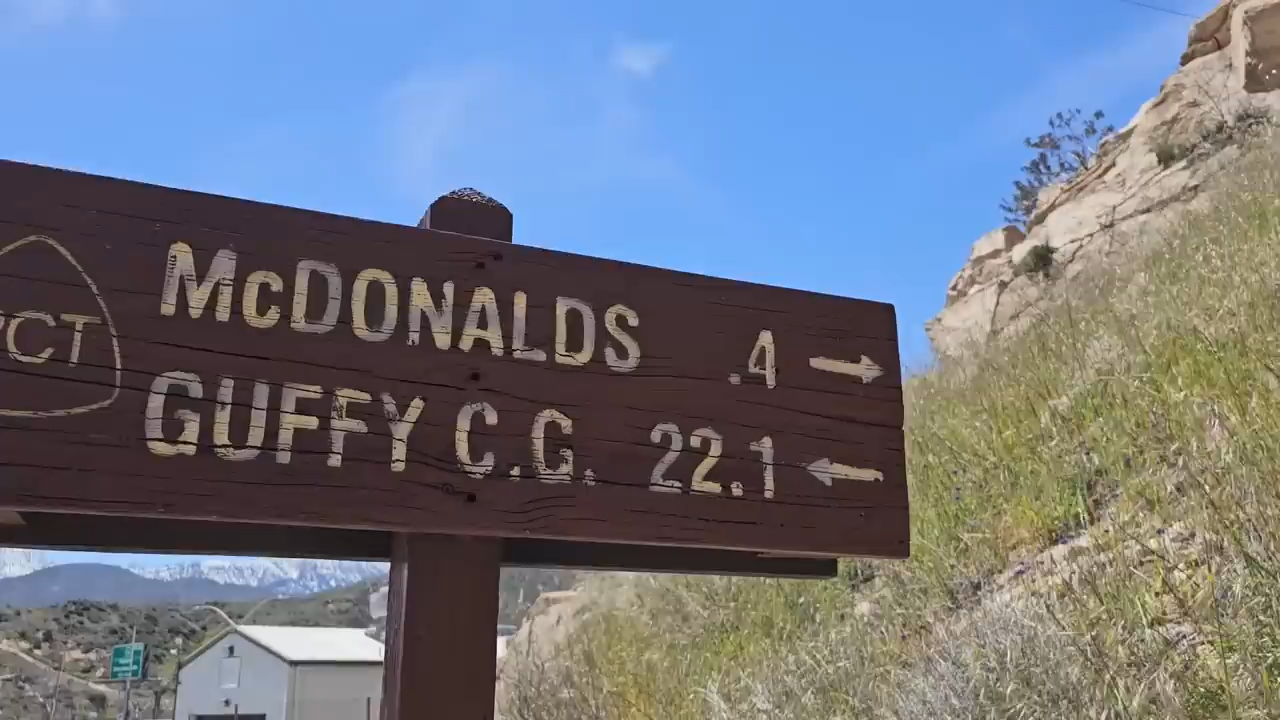 PCT
McDONALDS .4 →
GUFFY C.G. 22.1 ←